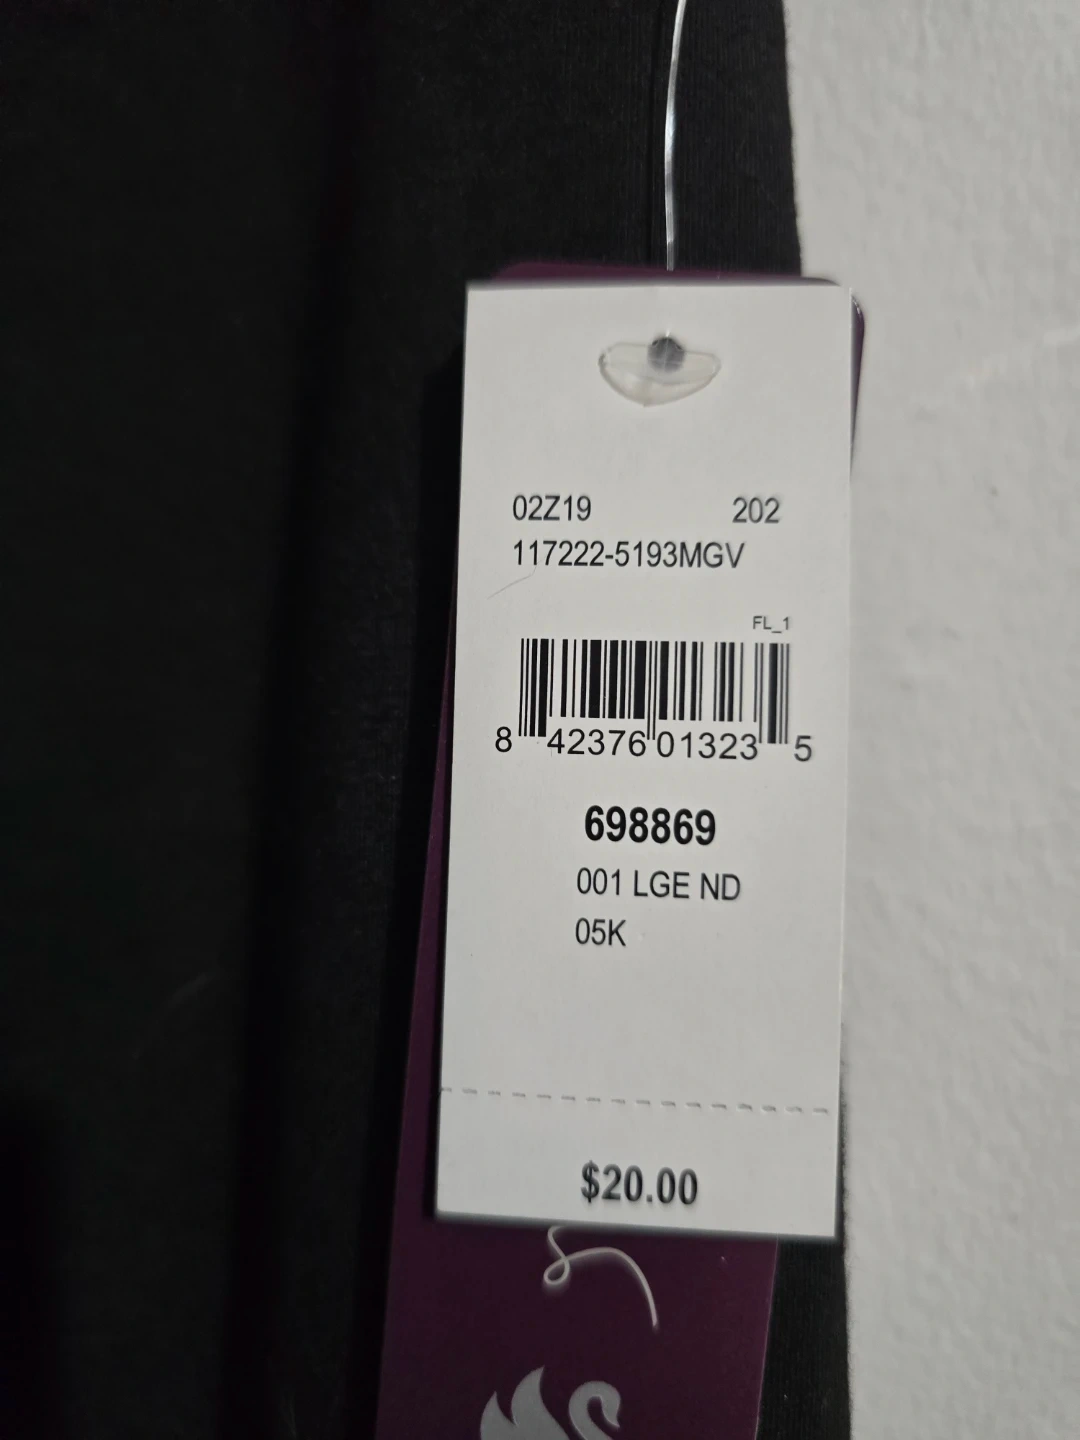 02Z19 202
117222-5193MGV
FL_1
8 42376 01323 5
698869
001 LGE ND
05K
$20.00